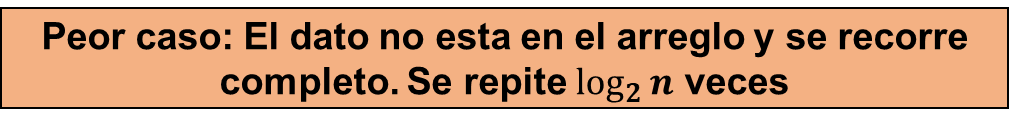 Peor caso: El dato no esta en el arreglo y se recorre
completo. Se repite log₂ n veces